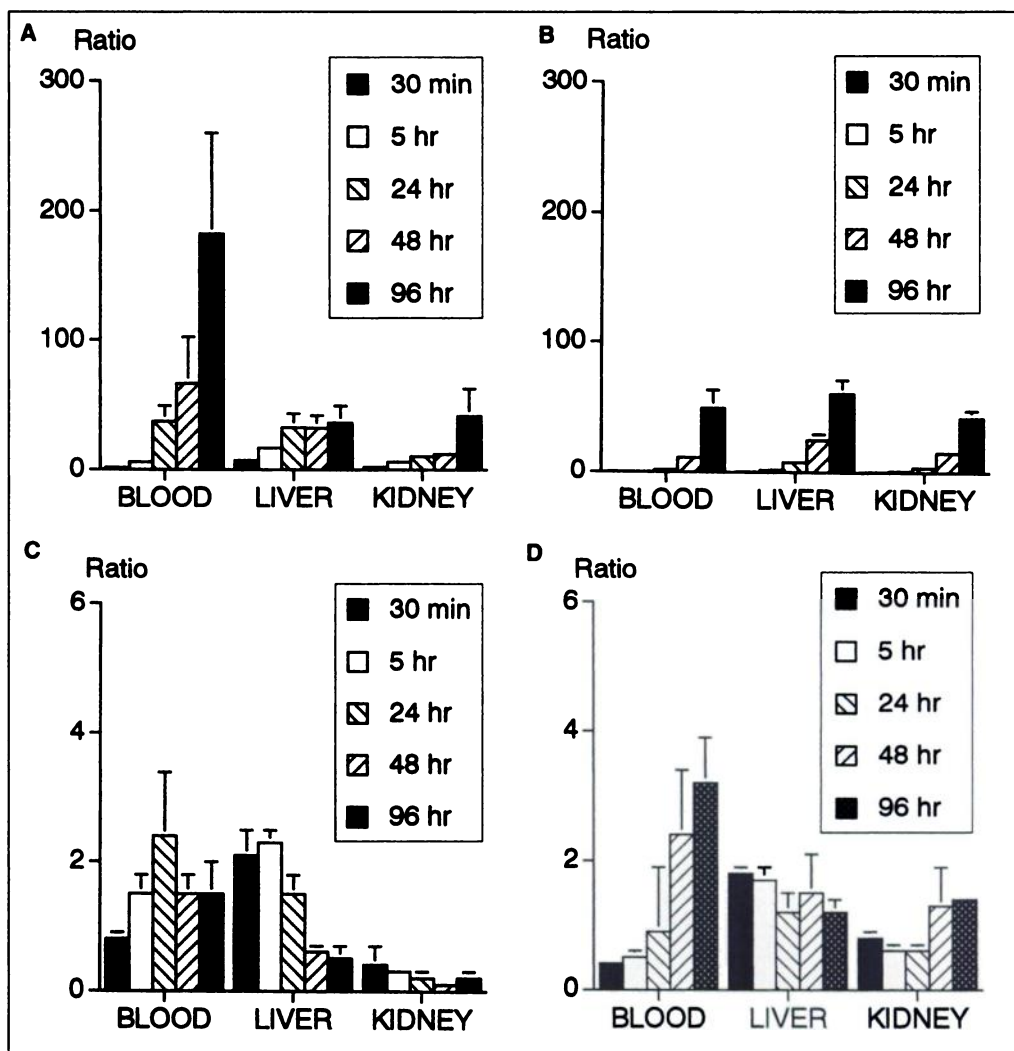 A
Ratio
300
200
100
0
30 min
5 hr
24 hr
48 hr
96 hr
BLOOD LIVER KIDNEY
B
Ratio
300
200
100
0
30 min
5 hr
24 hr
48 hr
96 hr
BLOOD LIVER KIDNEY
C
Ratio
6
4
2
0
30 min
5 hr
24 hr
48 hr
96 hr
BLOOD LIVER KIDNEY
D
Ratio
6
4
2
0
30 min
5 hr
24 hr
48 hr
96 hr
BLOOD LIVER KIDNEY